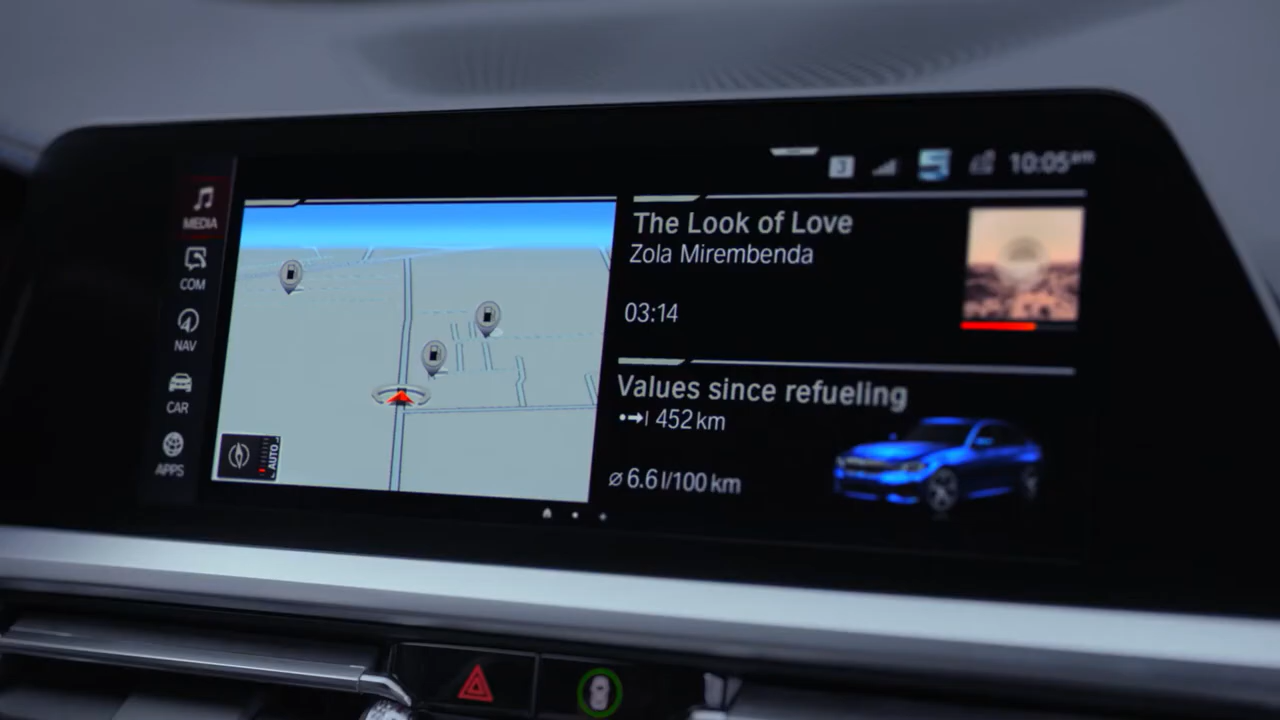 10:05am
MEDIA
COM
NAV
CAR
APPS
AUTO
The Look of Love
Zola Mirembenda
03:14
Values since refueling
452 km
⌀ 6.6 l/100 km